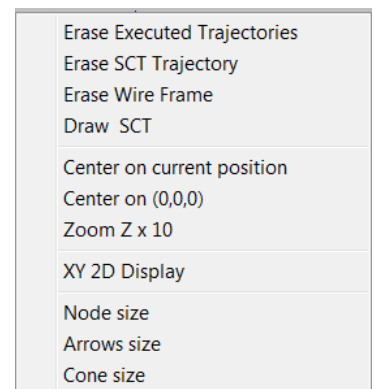 Erase Executed Trajectories
Erase SCT Trajectory
Erase Wire Frame
Draw  SCT
Center on current position
Center on (0,0,0)
Zoom Z x 10
XY 2D Display
Node size
Arrows size
Cone size